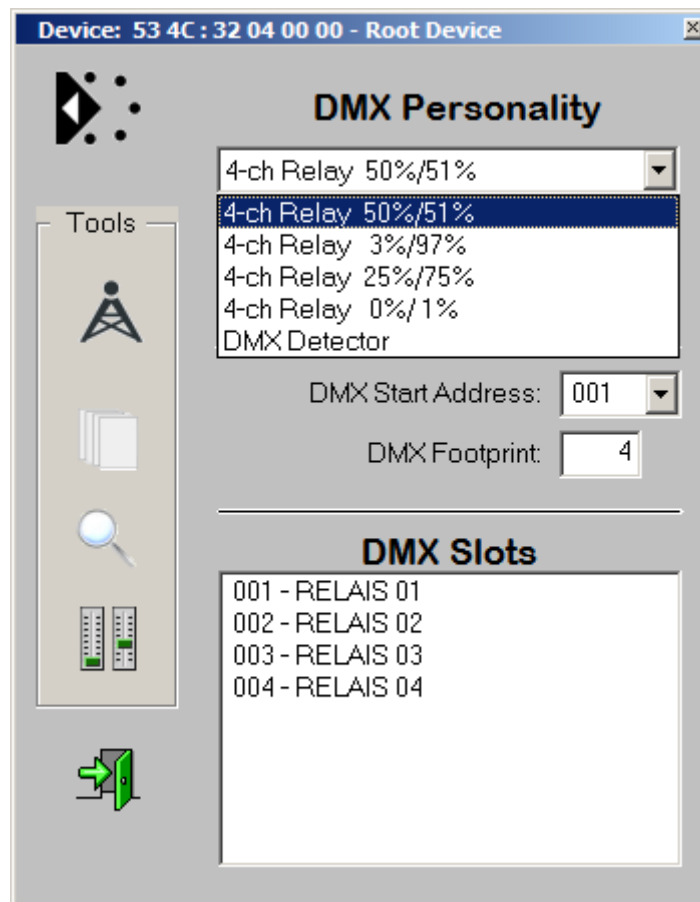 Device: 53 4C : 32 04 00 00 - Root Device
DMX Personality
4-ch Relay 50%/51%
Tools
4-ch Relay 50%/51%
4-ch Relay 3%/97%
4-ch Relay 25%/75%
4-ch Relay 0%/ 1%
DMX Detector
DMX Start Address: 001
DMX Footprint: 4
DMX Slots
001 - RELAIS 01
002 - RELAIS 02
003 - RELAIS 03
004 - RELAIS 04